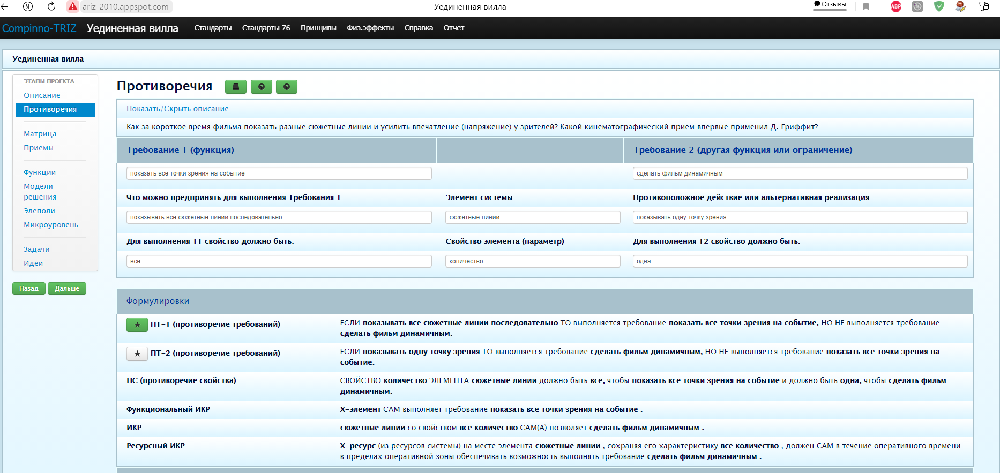 ariz-2010.appspot.com
Уединенная вилла
Отзывы
ABP
Compinno-TRIZ Уединенная вилла Стандарты Стандарты 76 Принципы Физ.эффекты Справка Отчет
Уединенная вилла
ЭТАПЫ ПРОЕКТА
Описание
Противоречия
Матрица
Приемы
Функции
Модели
решения
Элеполи
Микроуровень
Задачи
Идеи
Назад Дальше
Противоречия
Показать/Скрыть описание
Как за короткое время фильма показать разные сюжетные линии и усилить впечатление (напряжение) у зрителей? Какой кинематографический прием впервые применил Д. Гриффит?
Требование 1 (функция) Требование 2 (другая функция или ограничение)
показать все точки зрения на событие сделать фильм динамичным
Что можно предпринять для выполнения Требования 1 Элемент системы Противоположное действие или альтернативная реализация
показывать все сюжетные линии последовательно сюжетные линии показывать одну точку зрения
Для выполнения Т1 свойство должно быть: Свойство элемента (параметр) Для выполнения Т2 свойство должно быть:
все количество одна
Формулировки
ПТ-1 (противоречие требований) ЕСЛИ показывать все сюжетные линии последовательно ТО выполняется требование показать все точки зрения на событие, НО НЕ выполняется требование
сделать фильм динамичным.
ПТ-2 (противоречие требований) ЕСЛИ показывать одну точку зрения ТО выполняется требование сделать фильм динамичным, НО НЕ выполняется требование показать все точки зрения на
событие.
ПС (противоречие свойства) СВОЙСТВО количество ЭЛЕМЕНТА сюжетные линии должно быть все, чтобы показать все точки зрения на событие и должно быть одна, чтобы сделать фильм
динамичным.
Функциональный ИКР Х-элемент САМ выполняет требование показать все точки зрения на событие .
ИКР сюжетные линии со свойством все количество САМ(А) позволяет сделать фильм динамичным .
Ресурсный ИКР Х-ресурс (из ресурсов системы) на месте элемента сюжетные линии , сохраняя его характеристику все количество , должен САМ в течение оперативного времени
в пределах оперативной зоны обеспечивать возможность выполнять требование сделать фильм динамичным .